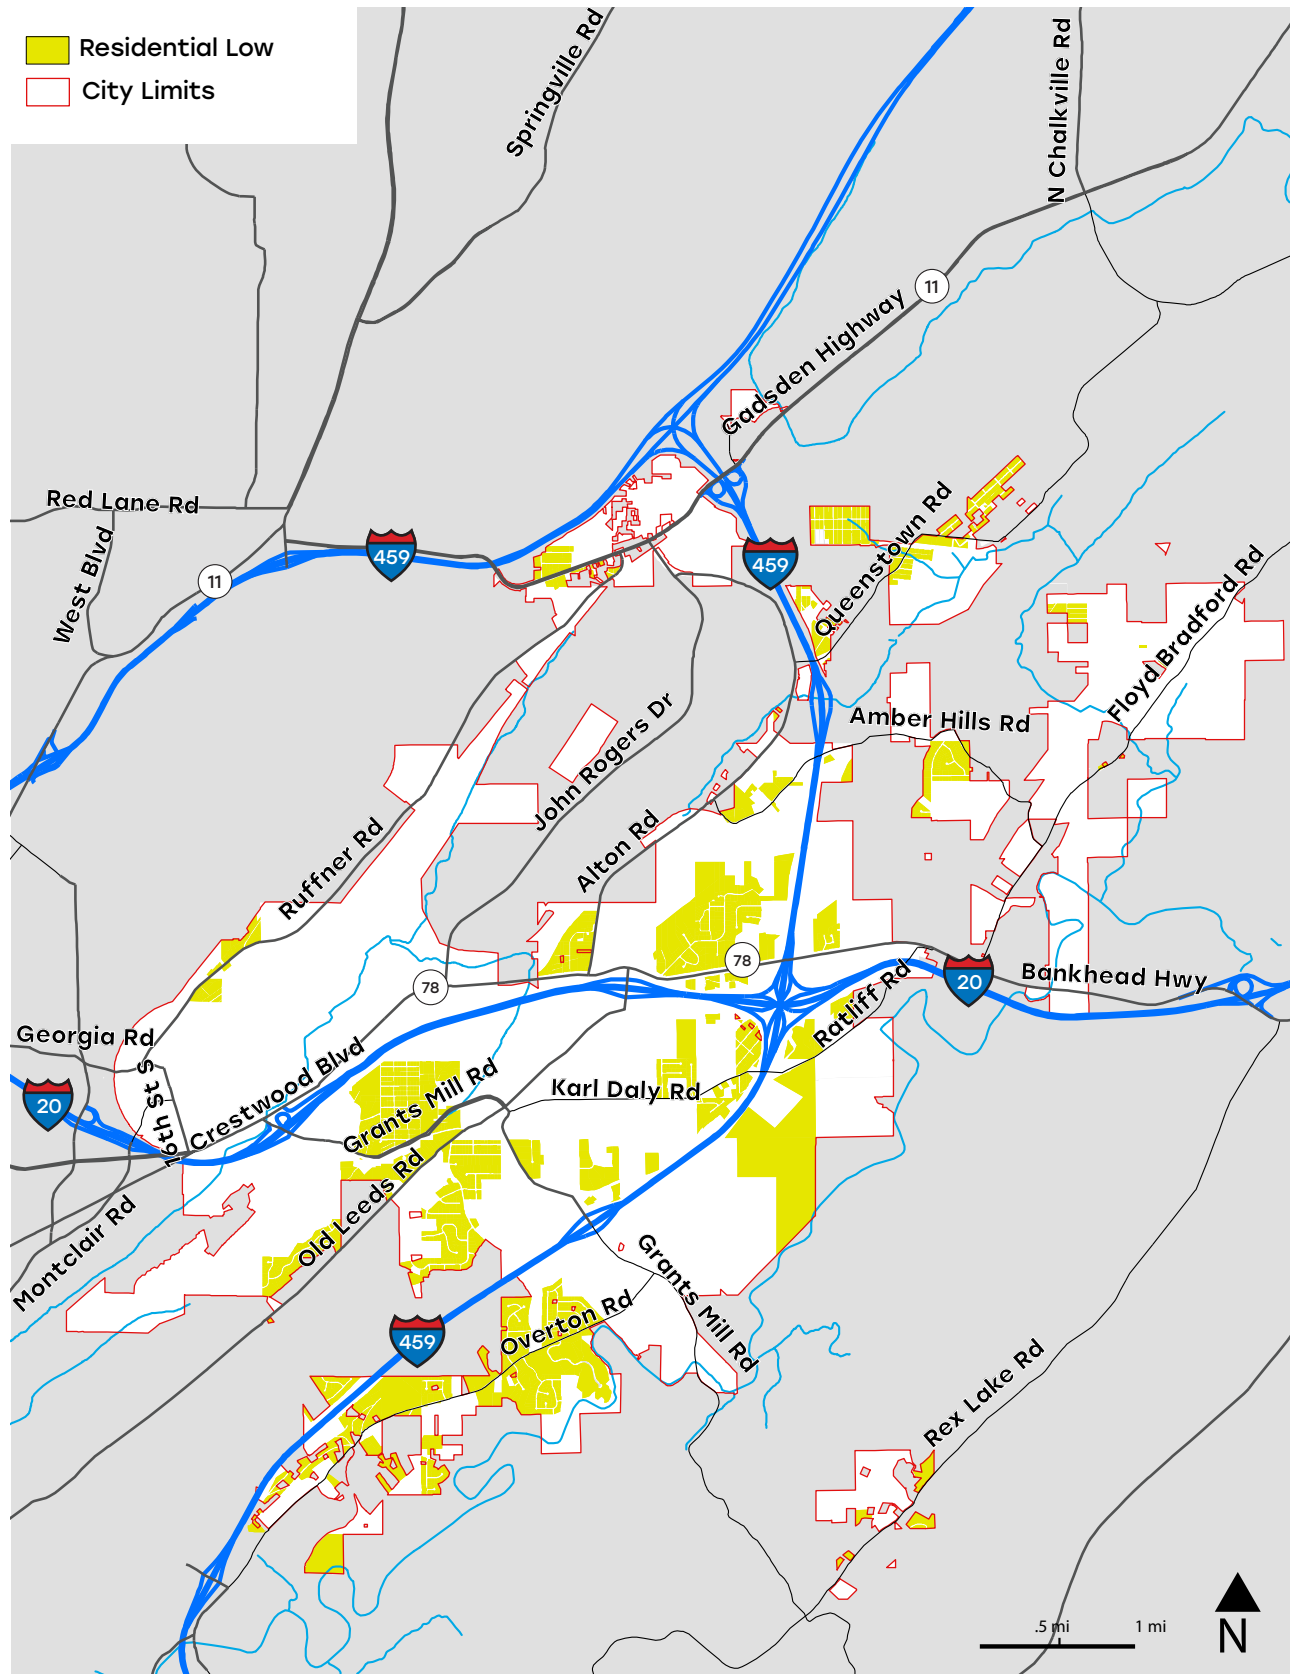 Residential Low
City Limits
Springville Rd
N Chalkville Rd
11
Gadsden Highway
Red Lane Rd
West Blvd
459
11
459
Queenstown Rd
Floyd Bradford Rd
Amber Hills Rd
John Rogers Dr
Alton Rd
Ruffner Rd
78
78
20
Bankhead Hwy
Ratliff Rd
Georgia Rd
16th St S
Crestwood Blvd
Grants Mill Rd
Karl Daly Rd
20
Old Leeds Rd
Montclair Rd
Grants Mill Rd
Overton Rd
459
Rex Lake Rd
.5 mi
1 mi
N